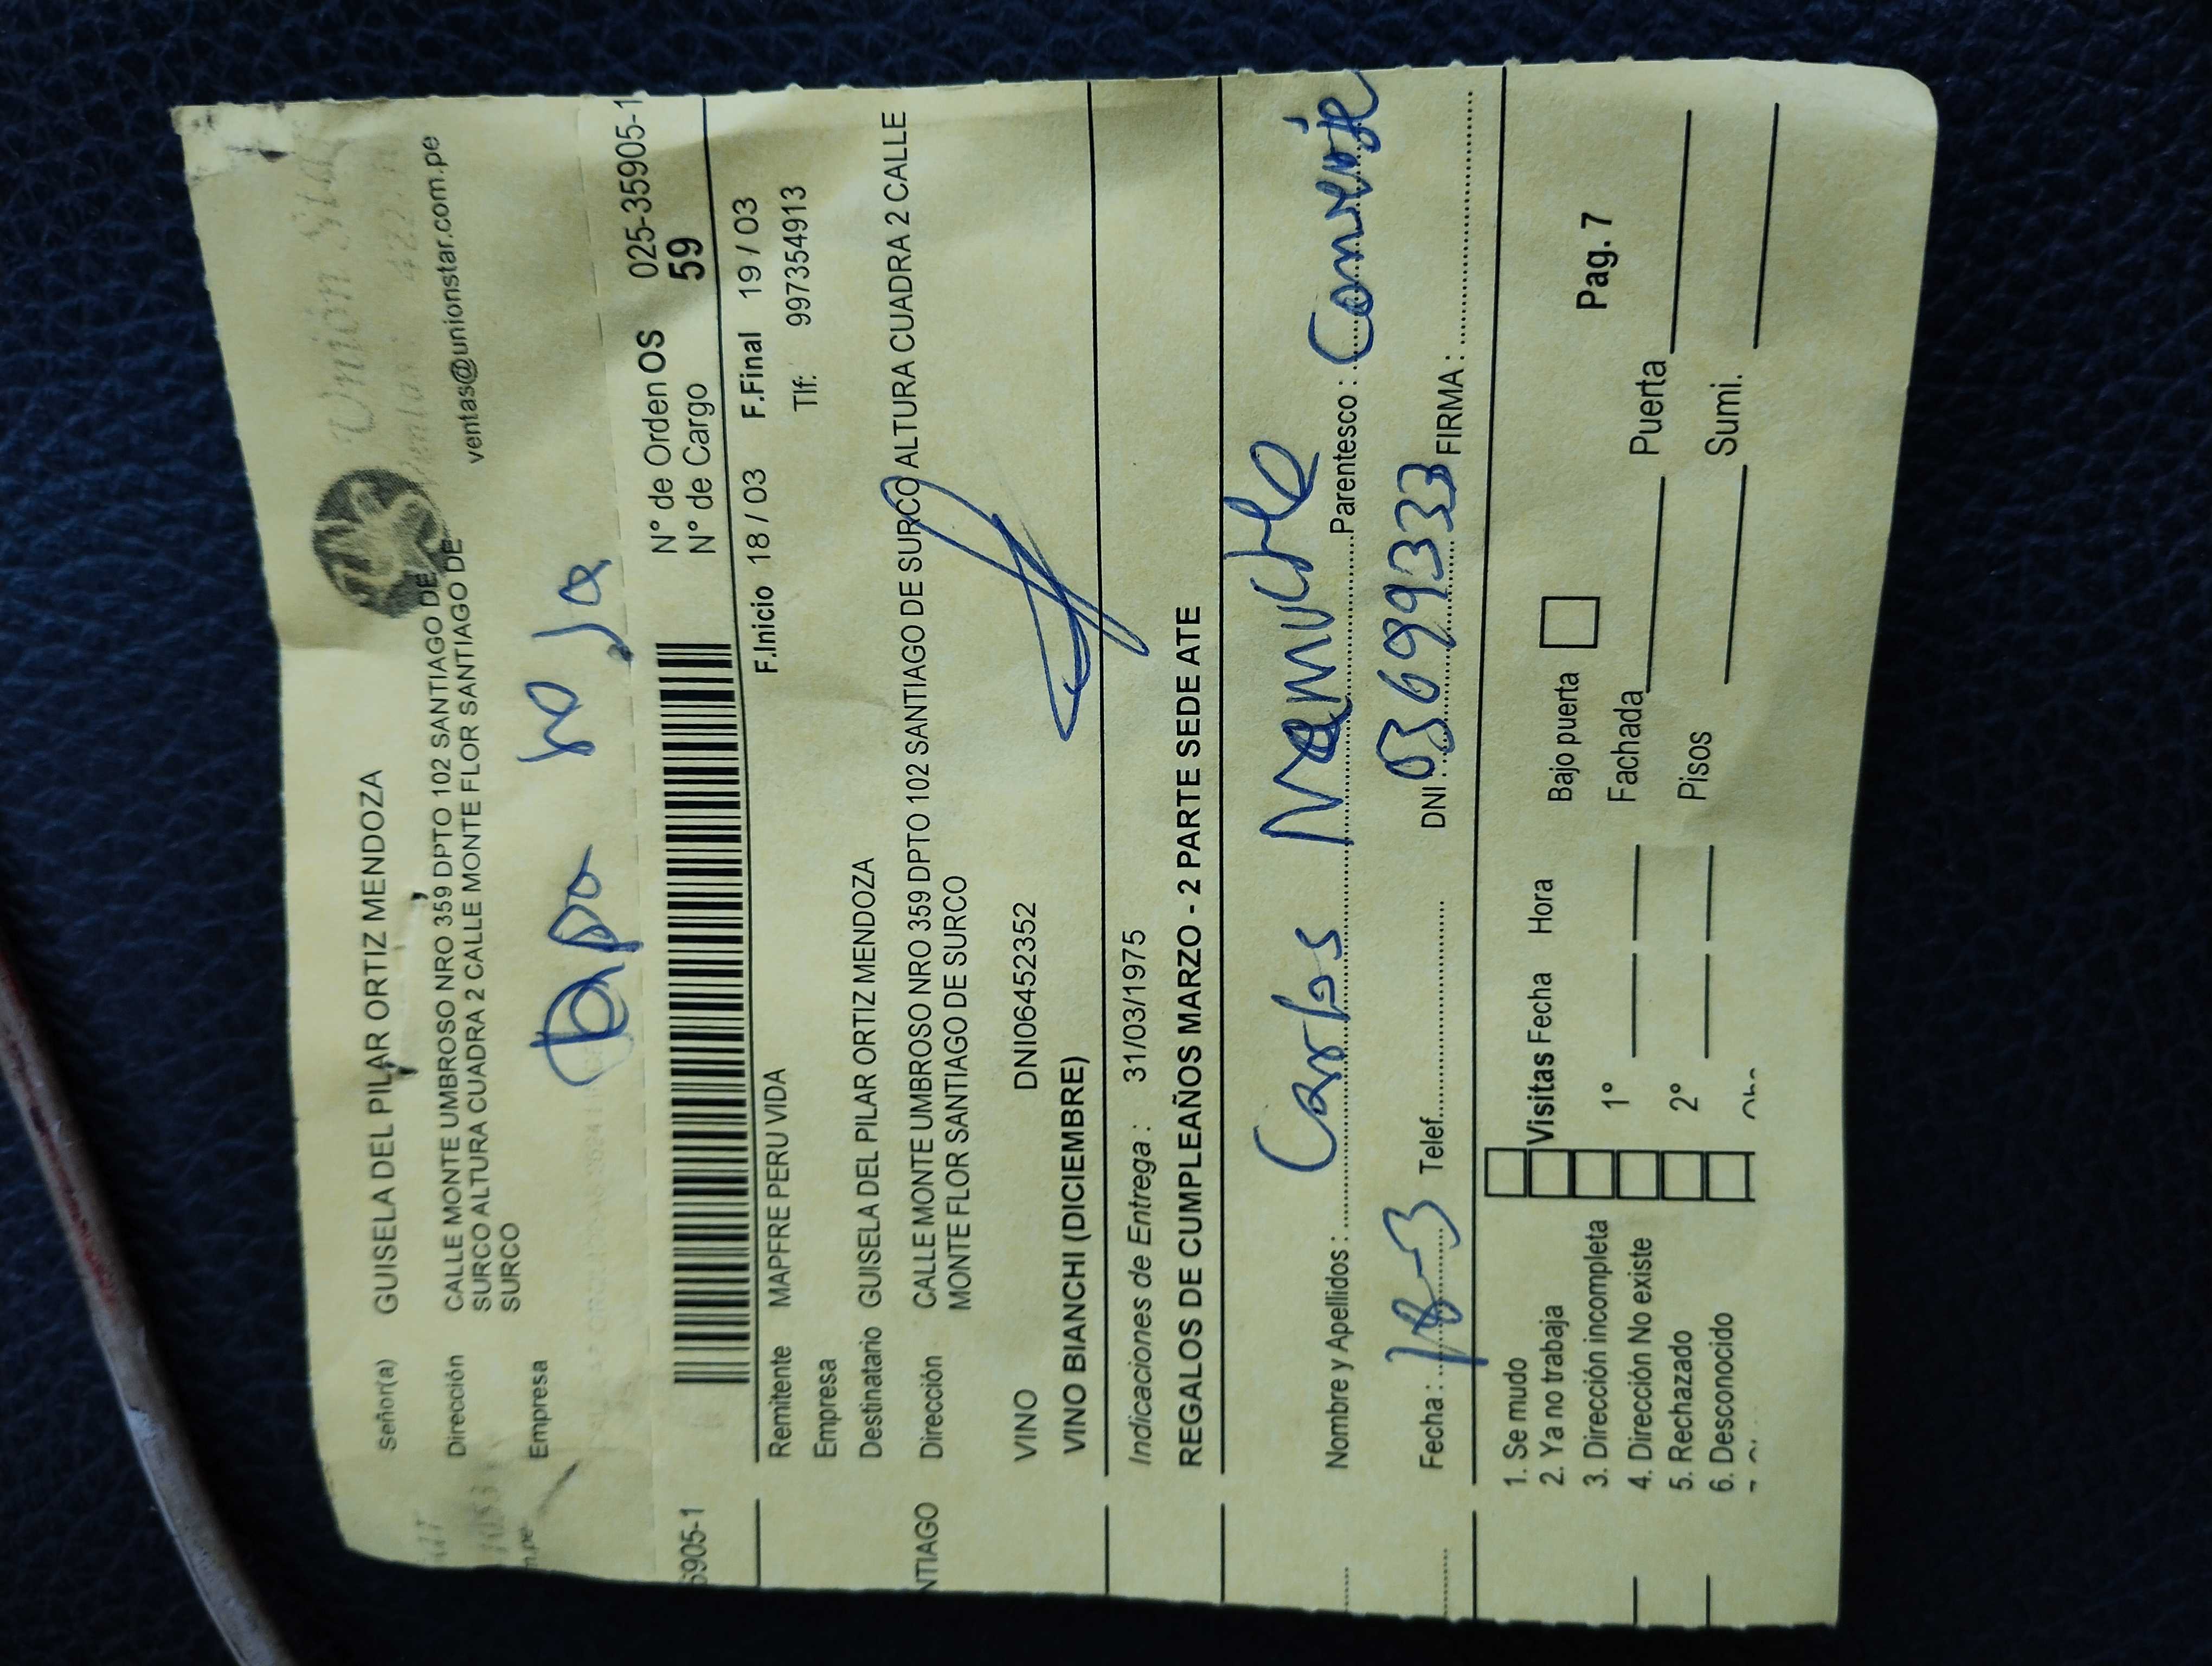 Unión Star
ventas@unionstar.com.pe
Señor(a) GUISELA DEL PILAR ORTIZ MENDOZA
Dirección CALLE MONTE UMBROSO NRO 359 DPTO 102 SANTIAGO DE
SURCO ALTURA CUADRA 2 CALLE MONTE FLOR SANTIAGO DE
SURCO
Empresa
N° de Orden OS 025-35905-1
N° de Cargo 59
F.Inicio 18 / 03 F.Final 19 / 03
Remitente MAPFRE PERU VIDA
Tlf: 997354913
Empresa
Destinatario GUISELA DEL PILAR ORTIZ MENDOZA
Dirección CALLE MONTE UMBROSO NRO 359 DPTO 102 SANTIAGO DE SURCO ALTURA CUADRA 2 CALLE
MONTE FLOR SANTIAGO DE SURCO
VINO DNI06452352
VINO BIANCHI (DICIEMBRE)
Indicaciones de Entrega : 31/03/1975
REGALOS DE CUMPLEAÑOS MARZO - 2 PARTE SEDE ATE
Nombre y Apellidos : Carlos Parentesco :
Fecha : 18-3 Telef. DNI : 03699333 FIRMA :
1. Se mudo
2. Ya no trabaja
3. Dirección incompleta
4. Dirección No existe
5. Rechazado
6. Desconocido
Visitas Fecha Hora
1°
2°
Bajo puerta
Fachada Puerta
Pisos Sumi.
Pag. 7
5905-1
NTIAGO